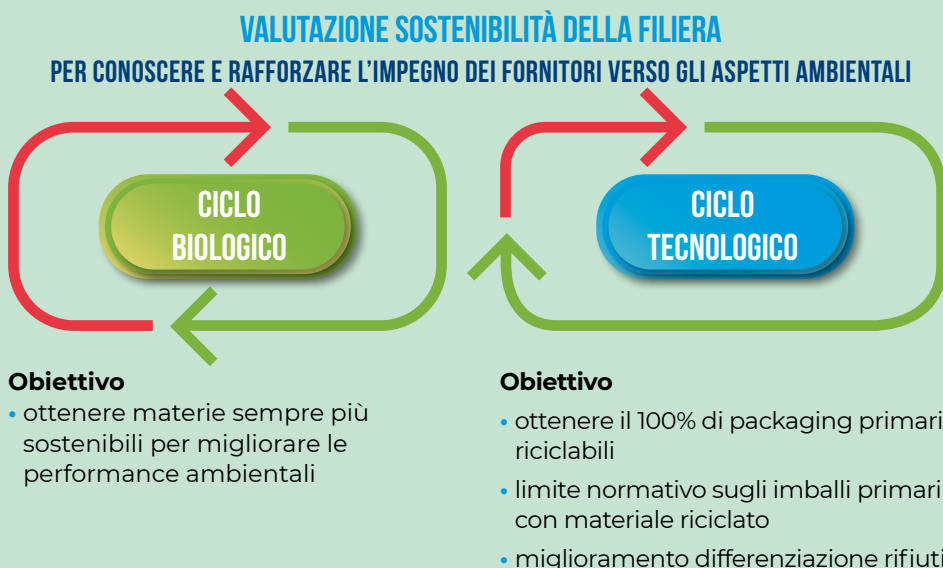 VALUTAZIONE SOSTENIBILITÀ DELLA FILIERA
PER CONOSCERE E RAFFORZARE L'IMPEGNO DEI FORNITORI VERSO GLI ASPETTI AMBIENTALI
CICLO
BIOLOGICO
Obiettivo
• ottenere materie sempre più
sostenibili per migliorare le
performance ambientali
CICLO
TECNOLOGICO
Obiettivo
• ottenere il 100% di packaging primari
riciclabili
• limite normativo sugli imballi primari
con materiale riciclato
• miglioramento differenziazione rifiuti